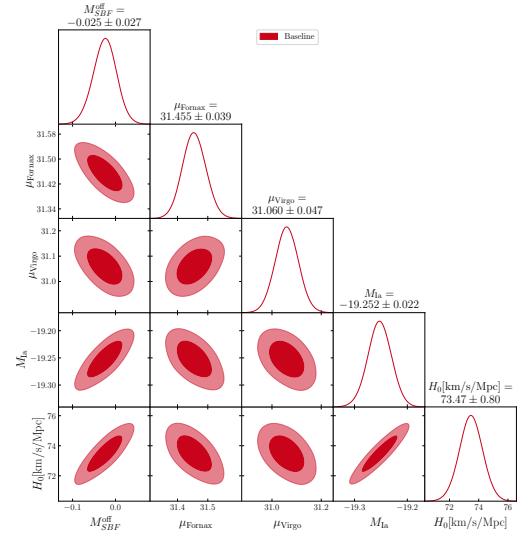 M_{SBF}^{off} =
−0.025 ± 0.027
Baseline
μ_{Fornax} =
31.455 ± 0.039
31.58
31.50
31.42
31.34
μ_{Fornax}
μ_{Virgo} =
31.060 ± 0.047
31.2
31.1
31.0
μ_{Virgo}
M_{Ia} =
−19.252 ± 0.022
−19.20
−19.25
−19.30
M_{Ia}
H_0[km/s/Mpc] =
73.47 ± 0.80
76
74
72
H_0[km/s/Mpc]
−0.1 0.0 31.4 31.5 31.0 31.2 −19.3 −19.2 72 74 76
M_{SBF}^{off} μ_{Fornax} μ_{Virgo} M_{Ia} H_0[km/s/Mpc]